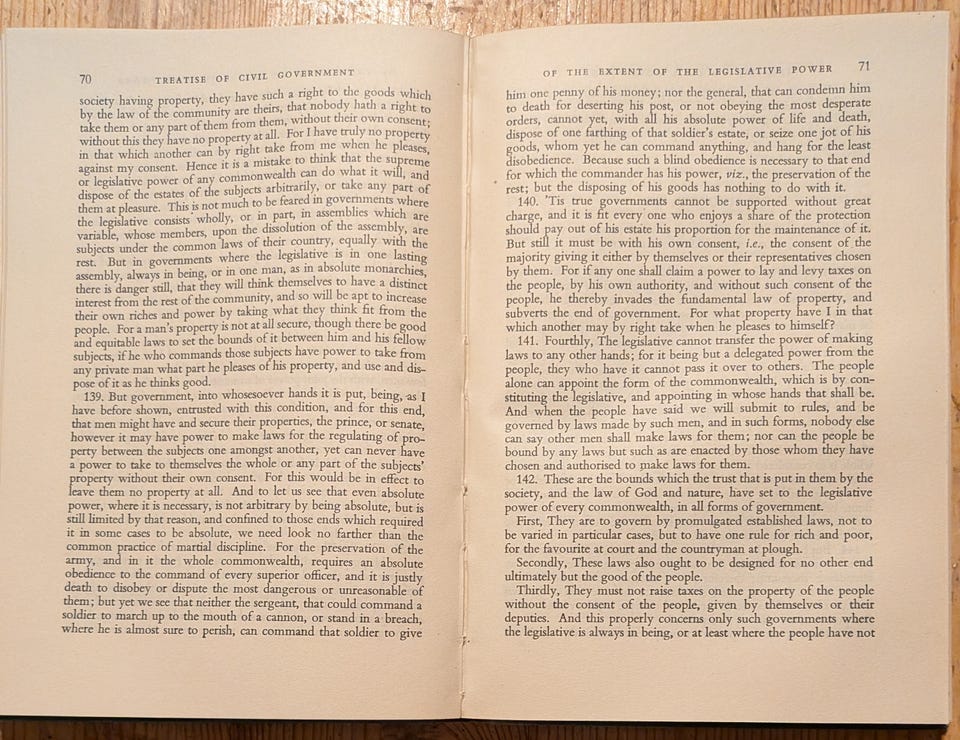 70
TREATISE OF CIVIL GOVERNMENT
society having property, they have such a right to the goods which
by the law of the community are theirs, that nobody hath a right to
take them or any part of them from them, without their own consent;
without this they have no property at all. For I have truly no property
in that which another can by right take from me when he pleases,
against my consent. Hence it is a mistake to think that the supreme
or legislative power of any commonwealth can do what it will, and
dispose of the estates of the subjects arbitrarily, or take any part of
them at pleasure. This is not much to be feared in governments where
the legislative consists wholly, or in part, in assemblies which are
variable, whose members, upon the dissolution of the assembly, are
subjects under the common laws of their country, equally with the
rest. But in governments where the legislative is in one lasting
assembly, always in being, or in one man, as in absolute monarchies,
there is danger still, that they will think themselves to have a distinct
interest from the rest of the community, and so will be apt to increase
their own riches and power by taking what they think fit from the
people. For a man's property is not at all secure, though there be good
and equitable laws to set the bounds of it between him and his fellow
subjects, if he who commands those subjects have power to take from
any private man what part he pleases of his property, and use and dis-
pose of it as he thinks good.
139. But government, into whosesoever hands it is put, being, as I
have before shown, entrusted with this condition, and for this end,
that men might have and secure their properties, the prince, or senate,
however it may have power to make laws for the regulating of pro-
perty between the subjects one amongst another, yet can never have
a power to take to themselves the whole or any part of the subjects'
property without their own consent. For this would be in effect to
leave them no property at all. And to let us see that even absolute
power, where it is necessary, is not arbitrary by being absolute, but is
still limited by that reason, and confined to those ends which required
it in some cases to be absolute, we need look no farther than the
common practice of martial discipline. For the preservation of the
army, and in it the whole commonwealth, requires an absolute
obedience to the command of every superior officer, and it is justly
death to disobey or dispute the most dangerous or unreasonable of
them; but yet we see that neither the sergeant, that could command a
soldier to march up to the mouth of a cannon, or stand in a breach,
where he is almost sure to perish, can command that soldier to give
OF THE EXTENT OF THE LEGISLATIVE POWER
71
him one penny of his money; nor the general, that can condemn him
to death for deserting his post, or not obeying the most desperate
orders, cannot yet, with all his absolute power of life and death,
dispose of one farthing of that soldier's estate, or seize one jot of his
goods, whom yet he can command anything, and hang for the least
disobedience. Because such a blind obedience is necessary to that end
for which the commander has his power, viz., the preservation of the
rest; but the disposing of his goods has nothing to do with it.
140. 'Tis true governments cannot be supported without great
charge, and it is fit every one who enjoys a share of the protection
should pay out of his estate his proportion for the maintenance of it.
But still it must be with his own consent, i.e., the consent of the
majority giving it either by themselves or their representatives chosen
by them. For if any one shall claim a power to lay and levy taxes on
the people, by his own authority, and without such consent of the
people, he thereby invades the fundamental law of property, and
subverts the end of government. For what property have I in that
which another may by right take when he pleases to himself?
141. Fourthly, The legislative cannot transfer the power of making
laws to any other hands; for it being but a delegated power from the
people, they who have it cannot pass it over to others. The people
alone can appoint the form of the commonwealth, which is by con-
stituting the legislative, and appointing in whose hands that shall be.
And when the people have said we will submit to rules, and be
governed by laws made by such men, and in such forms, nobody else
can say other men shall make laws for them; nor can the people be
bound by any laws but such as are enacted by those whom they have
chosen and authorised to make laws for them.
142. These are the bounds which the trust that is put in them by the
society, and the law of God and nature, have set to the legislative
power of every commonwealth, in all forms of government.
First, They are to govern by promulgated established laws, not to
be varied in particular cases, but to have one rule for rich and poor,
for the favourite at court and the countryman at plough.
Secondly, These laws also ought to be designed for no other end
ultimately but the good of the people.
Thirdly, They must not raise taxes on the property of the people
without the consent of the people, given by themselves or their
deputies. And this properly concerns only such governments where
the legislative is always in being, or at least where the people have not